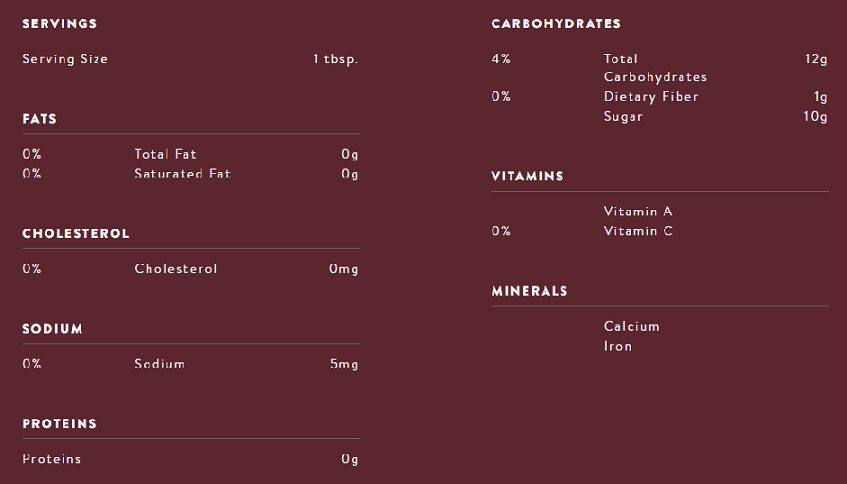 SERVINGS
Serving Size 1 tbsp.
FATS
0% Total Fat 0g
0% Saturated Fat 0g
CHOLESTEROL
0% Cholesterol 0mg
SODIUM
0% Sodium 5mg
PROTEINS
Proteins 0g
CARBOHYDRATES
4% Total 12g
Carbohydrates
0% Dietary Fiber 1g
Sugar 10g
VITAMINS
Vitamin A
0% Vitamin C
MINERALS
Calcium
Iron